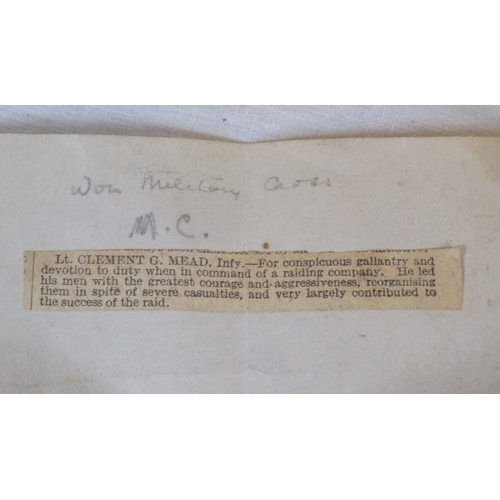 Won Military Cross
M.C.
Lt. CLEMENT G. MEAD, Infy.—For conspicuous gallantry and
devotion to duty when in command of a raiding company. He led
his men with the greatest courage and aggressiveness, reorganising
them in spite of severe casualties, and very largely contributed to
the success of the raid.